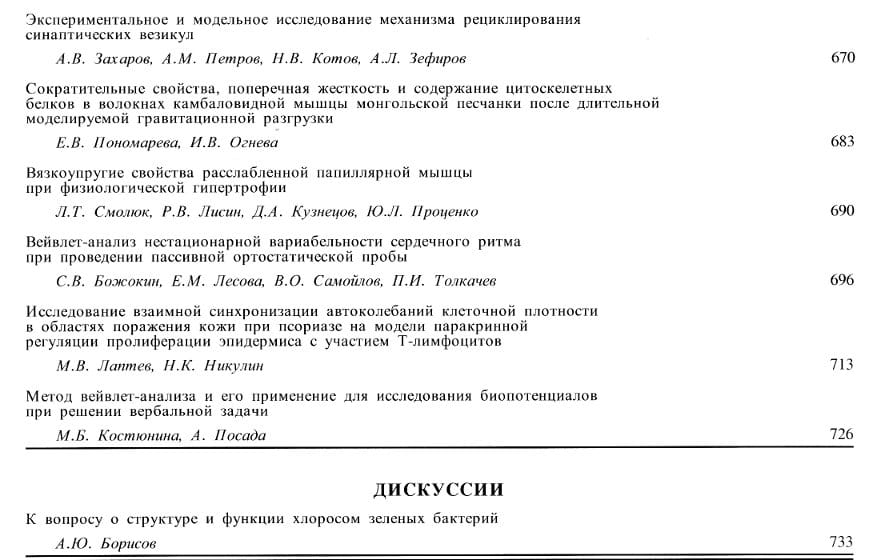 Экспериментальное и модельное исследование механизма рециклирования
синаптических везикул
А.В. Захаров, А.М. Петров, Н.В. Котов, А.Л. Зефиров 670
Сократительные свойства, поперечная жесткость и содержание цитоскелетных
белков в волокнах камбаловидной мышцы монгольской песчанки после длительной
моделируемой гравитационной разгрузки
Е.В. Пономарева, И.В. Огнева 683
Вязкоупругие свойства расслабленной папиллярной мышцы
при физиологической гипертрофии
Л.Т. Смолюк, Р.В. Лисин, Д.А. Кузнецов, Ю.Л. Проценко 690
Вейвлет-анализ нестационарной вариабельности сердечного ритма
при проведении пассивной ортостатической пробы
С.В. Божокин, Е.М. Лесова, В.О. Самойлов, П.И. Толкачев 696
Исследование взаимной синхронизации автоколебаний клеточной плотности
в областях поражения кожи при псориазе на модели паракринной
регуляции пролиферации эпидермиса с участием Т-лимфоцитов
М.В. Лаптев, Н.К. Никулин 713
Метод вейвлет-анализа и его применение для исследования биопотенциалов
при решении вербальной задачи
М.Б. Костюнина, А. Посада 726
ДИСКУССИИ
К вопросу о структуре и функции хлоросом зеленых бактерий
А.Ю. Борисов 733